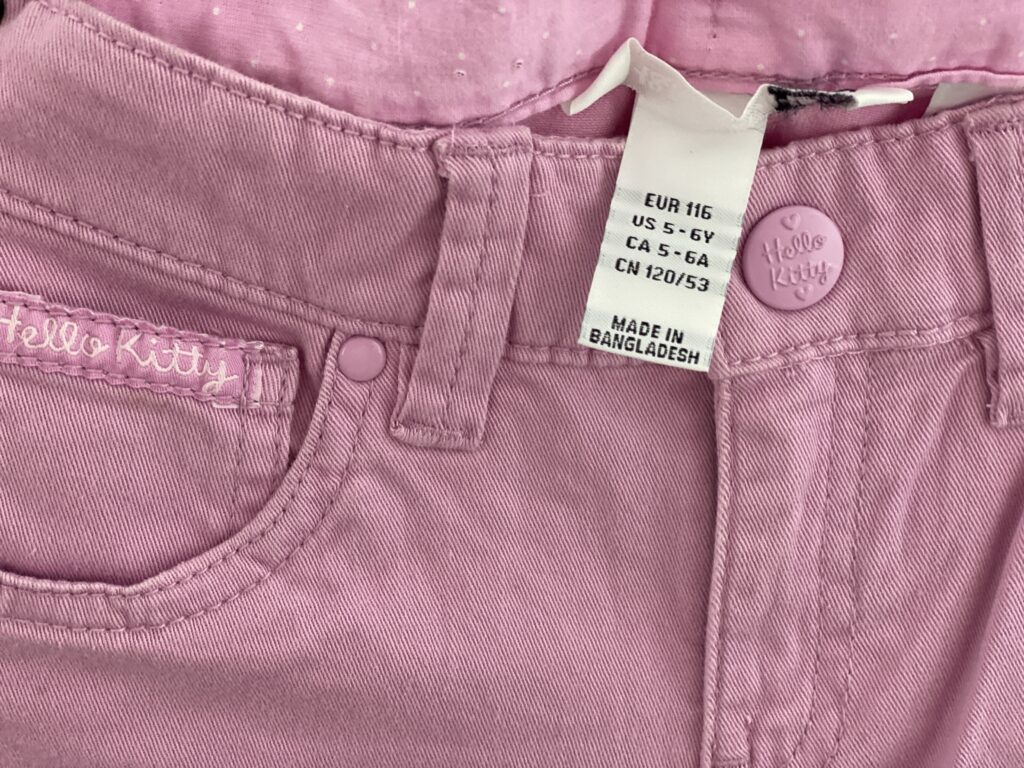 EUR 116
US 5 - 6Y
CA 5 - 6A
CN 120/53
MADE IN
BANGLADESH
Hello
Kitty
Hello Kitty